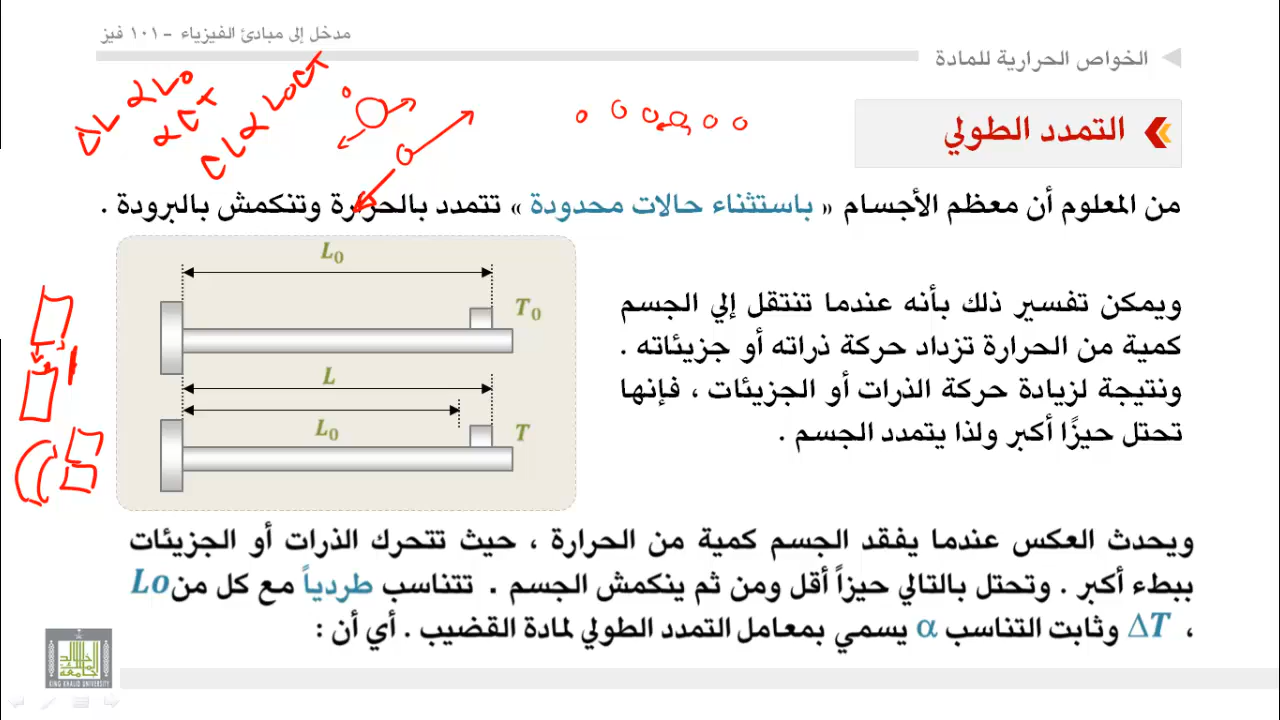 مدخل إلى مبادئ الفيزياء - ١٠١ فيز
الخواص الحرارية للمادة
التمدد الطولي
من المعلوم أن معظم الأجسام « باستثناء حالات محدودة » تتمدد بالحرارة وتنكمش بالبرودة .
L₀
T₀
L
L₀
T
ويمكن تفسير ذلك بأنه عندما تنتقل إلي الجسم
كمية من الحرارة تزداد حركة ذراته أو جزيئاته .
ونتيجة لزيادة حركة الذرات أو الجزيئات ، فإنها
تحتل حيزًا أكبر ولذا يتمدد الجسم .
ويحدث العكس عندما يفقد الجسم كمية من الحرارة ، حيث تتحرك الذرات أو الجزيئات
ببطء أكبر . وتحتل بالتالي حيزاً أقل ومن ثم ينكمش الجسم . تتناسب طردياً مع كل من Lo
، ΔT وثابت التناسب α يسمي بمعامل التمدد الطولي لمادة القضيب . أي أن :
KING KHALID UNIVERSITY